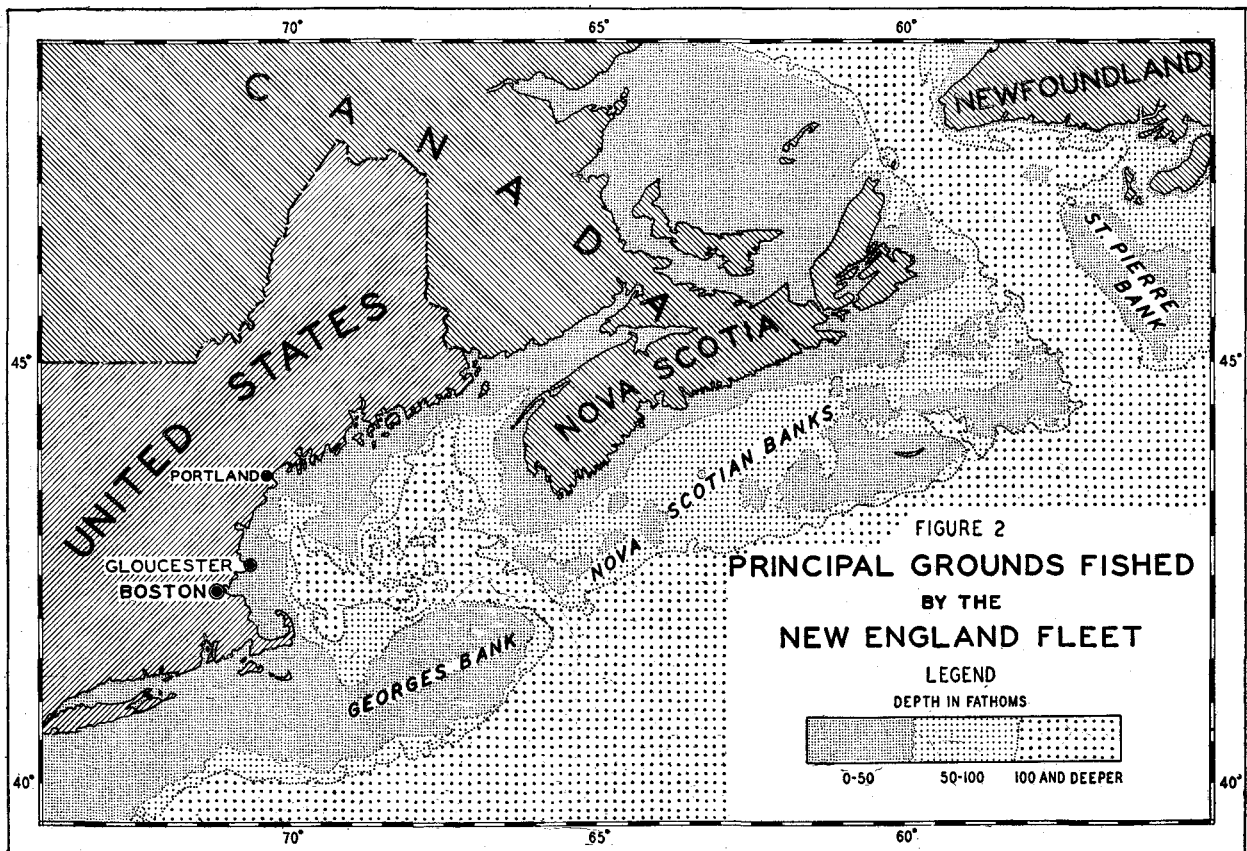 70° 65° 60°
CANADA
NEWFOUNDLAND
ST. PIERRE
BANK
UNITED STATES
45° 45°
NOVA SCOTIA
PORTLAND
NOVA SCOTIAN BANKS
GLOUCESTER
BOSTON
GEORGES BANK
FIGURE 2
PRINCIPAL GROUNDS FISHED
BY THE
NEW ENGLAND FLEET
LEGEND
DEPTH IN FATHOMS
0-50 50-100 100 AND DEEPER
40° 40°
70° 65° 60°